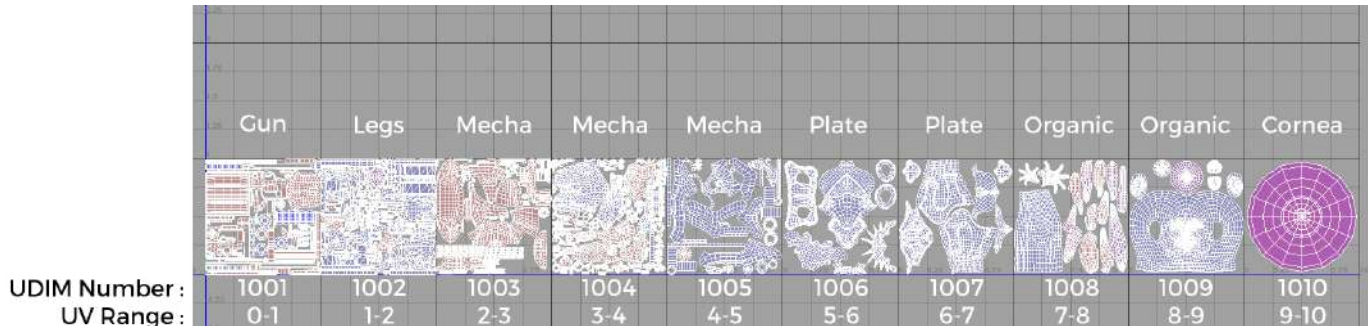 Gun Legs Mecha Mecha Mecha Plate Plate Organic Organic Cornea
UDIM Number : 1001 1002 1003 1004 1005 1006 1007 1008 1009 1010
UV Range : 0-1 1-2 2-3 3-4 4-5 5-6 6-7 7-8 8-9 9-10